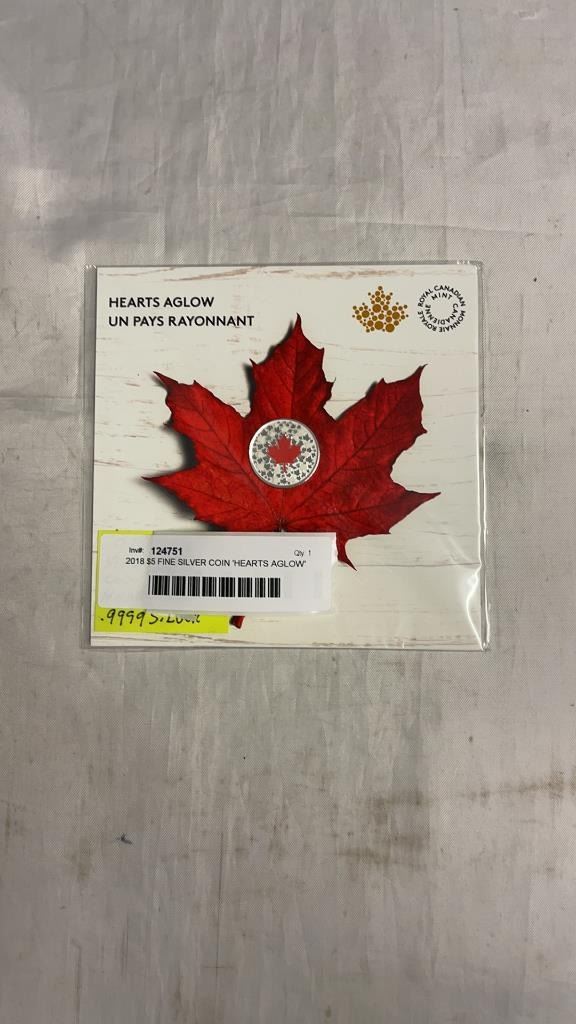 HEARTS AGLOW
UN PAYS RAYONNANT
ROYAL CANADIAN MINT
MONNAIE ROYALE CANADIENNE
Inv#: 124751 Qty 1
2018 $5 FINE SILVER COIN 'HEARTS AGLOW'
.9999